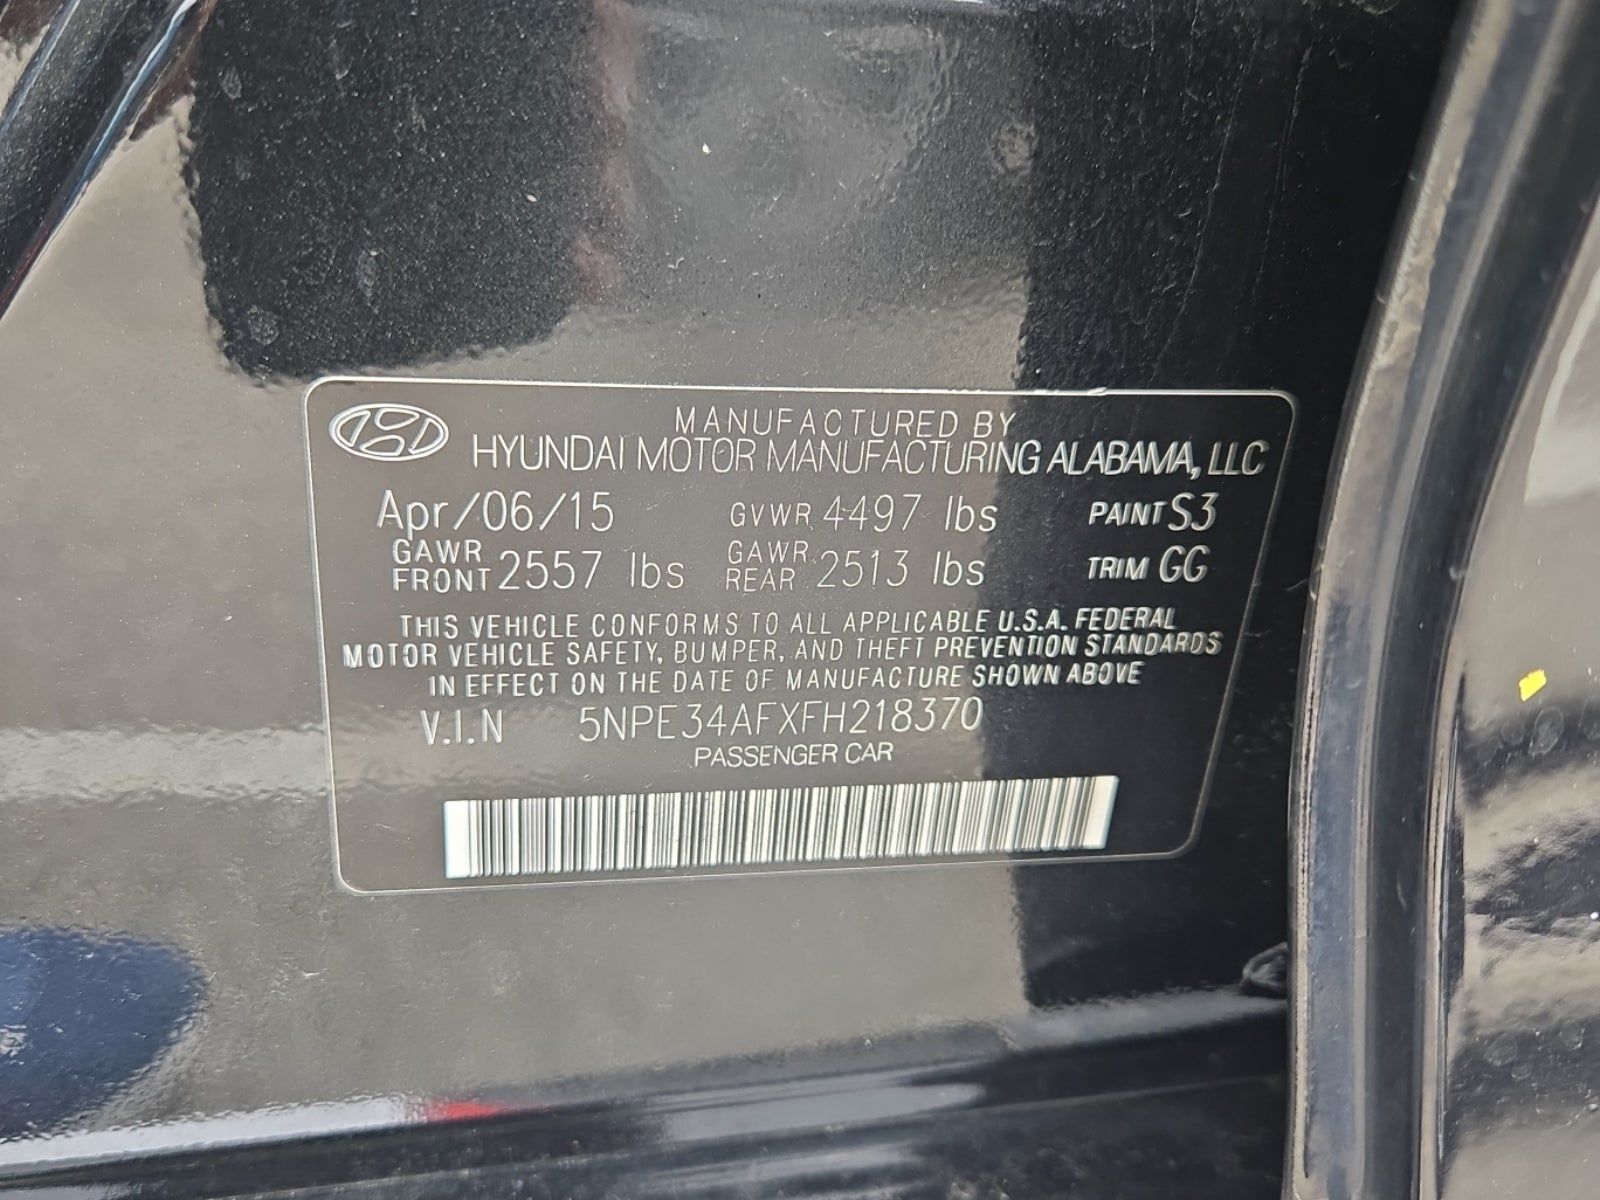 MANUFACTURED BY
HYUNDAI MOTOR MANUFACTURING ALABAMA, LLC
Apr/06/15 GVWR 4497 lbs PAINT S3
GAWR FRONT 2557 lbs GAWR REAR 2513 lbs TRIM GG
THIS VEHICLE CONFORMS TO ALL APPLICABLE U.S.A. FEDERAL
MOTOR VEHICLE SAFETY, BUMPER, AND THEFT PREVENTION STANDARDS
IN EFFECT ON THE DATE OF MANUFACTURE SHOWN ABOVE
V.I.N 5NPE34AFXFH218370
PASSENGER CAR